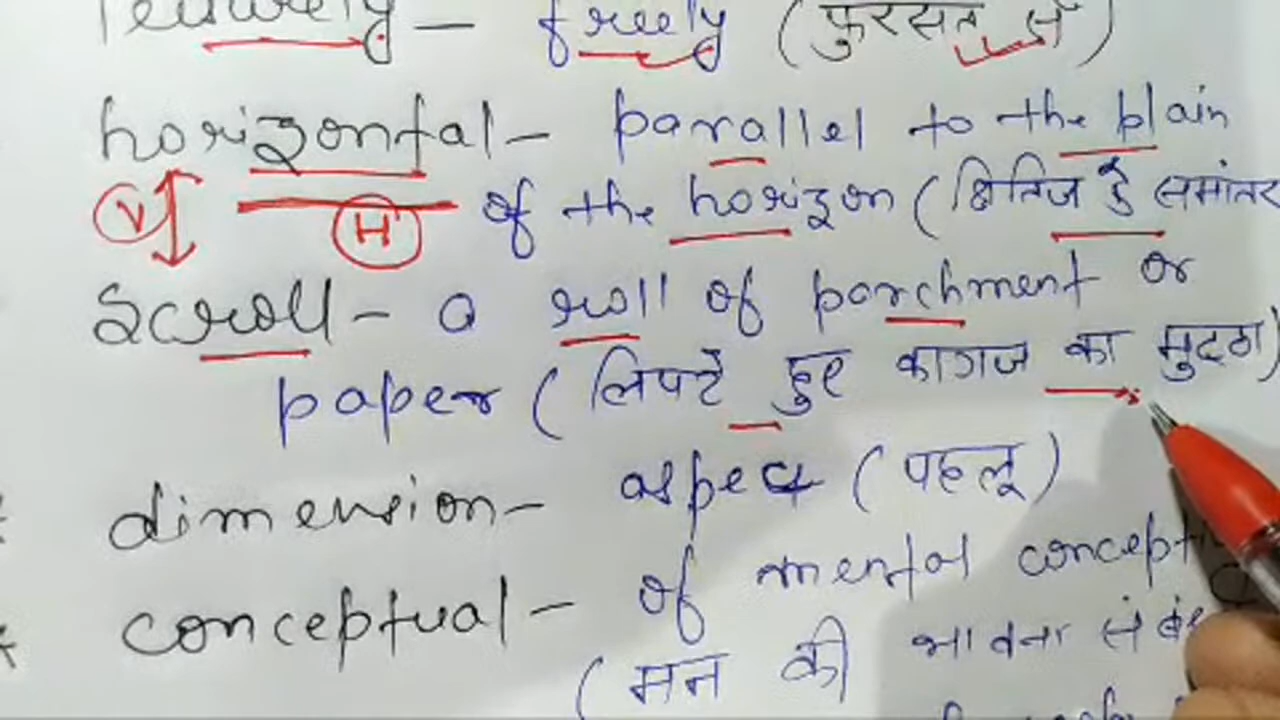 leisurely – freely (फुरसत से)
horizontal – parallel to the plain
V H of the horizon (क्षितिज के समांतर
Scroll – a roll of parchment or
paper (लिपटे हुए कागज का मुट्ठा)
dimension – aspect (पहलू)
conceptual – of mental
(मन की भावना से